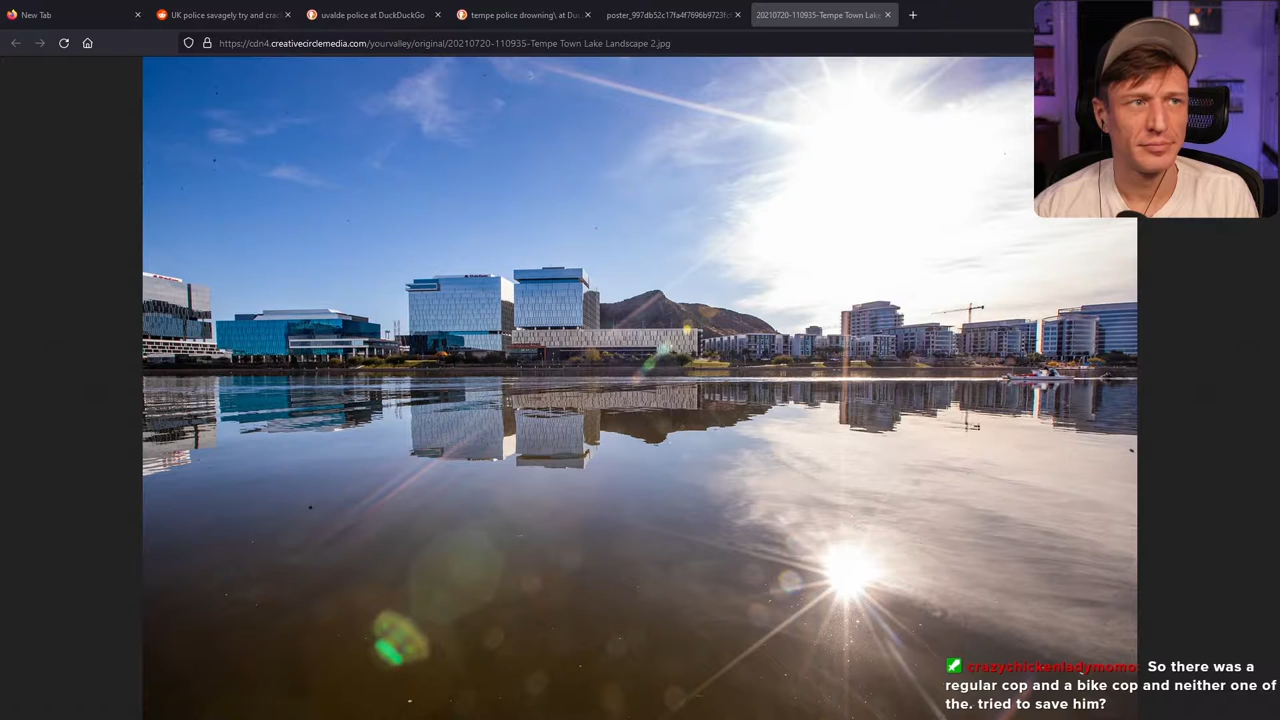 New Tab
UK police savagely try and crac
uvalde police at DuckDuckGo
tempe police drowning\ at Du
poster_997db52c17fa4f7696b9723f
20210720-110935-Tempe Town Lake
https://cdn4.creativecirclemedia.com/yourvalley/original/20210720-110935-Tempe Town Lake Landscape 2.jpg
crazychickenladymomo So there was a
regular cop and a bike cop and neither one of
the. tried to save him?